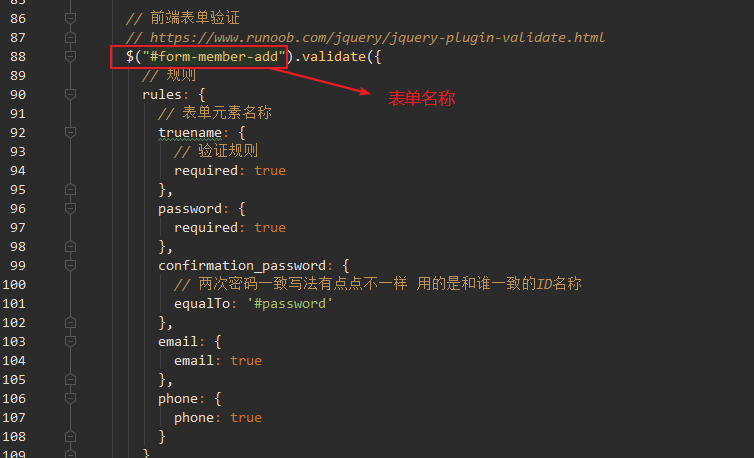 85
86 // 前端表单验证
87 // https://www.runoob.com/jquery/jquery-plugin-validate.html
88 $("#form-member-add").validate({
89 // 规则
90 rules: {
表单名称
91 // 表单元素名称
92 truename: {
93 // 验证规则
94 required: true
95 },
96 password: {
97 required: true
98 },
99 confirmation_password: {
100 // 两次密码一致写法有点点不一样 用的是和谁一致的ID名称
101 equalTo: '#password'
102 },
103 email: {
104 email: true
105 },
106 phone: {
107 phone: true
108 }
109 }